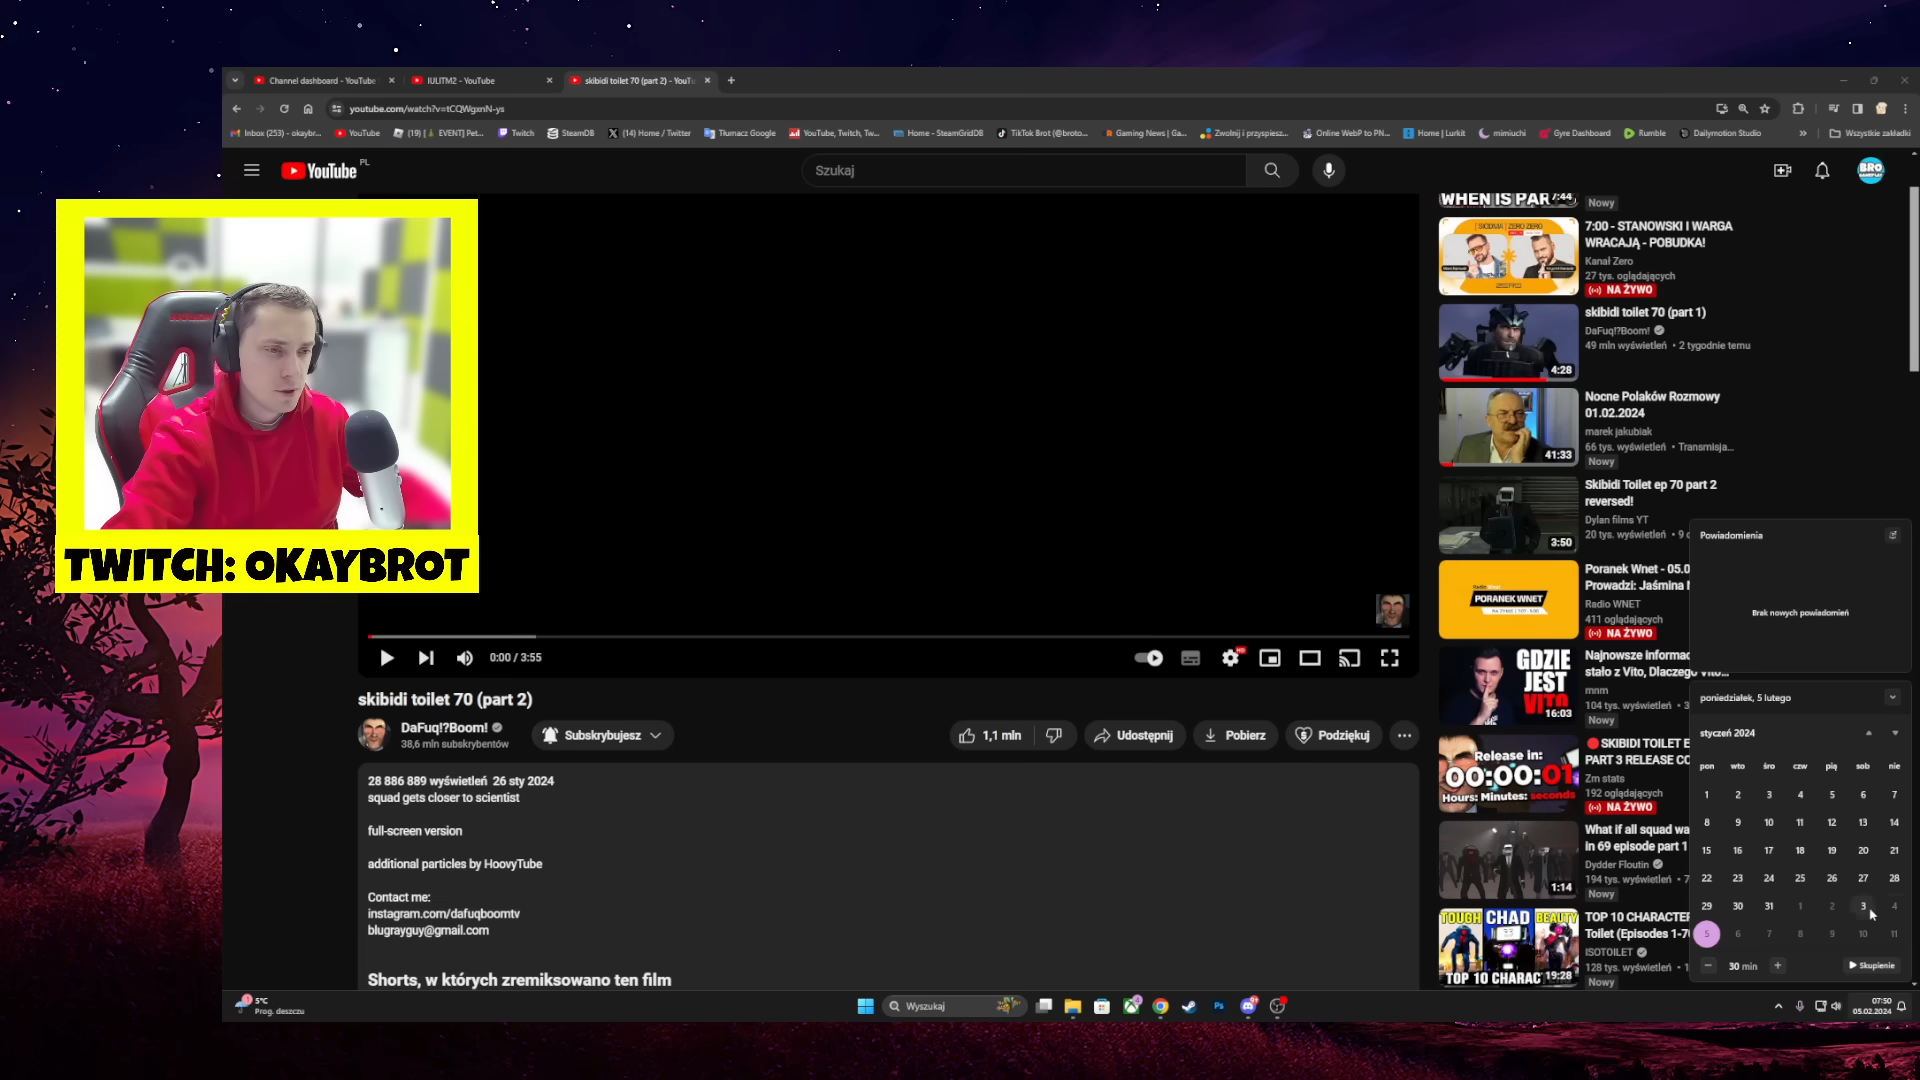 Channel dashboard - YouTube
IULITM2 - YouTube
skibidi toilet 70 (part 2) - YouTu
youtube.com/watch?v=tCQWgxnN-ys
Inbox (253) - okaybr...
YouTube
(19) [
EVENT] Pet...
Twitch
SteamDB
(14) Home / Twitter
Tłumacz Google
YouTube, Twitch, Tw...
Home - SteamGridDB
TikTok Brot (@broto...
Gaming News | Ga...
Zwolnij i przyspiesz...
Online WebP to PN...
Home | Lurkit
mimiuchi
Gyre Dashboard
Rumble
Dailymotion Studio
»
Wszystkie zakładki
YouTube PL
Szukaj
BRO
WHEN IS PAR
7:44
Nowy
7:00 - STANOWSKI I WARGA
WRACAJĄ - POBUDKA!
Kanał Zero
27 tys. oglądających
NA ŻYWO
skibidi toilet 70 (part 1)
DaFuq!?Boom!
49 mln wyświetleń • 2 tygodnie temu
4:28
Nocne Polaków Rozmowy
01.02.2024
marek jakubiak
66 tys. wyświetleń • Transmisja...
Nowy
41:33
Skibidi Toilet ep 70 part 2
reversed!
Dylan films YT
20 tys. wyświetleń • 9
3:50
PORANEK WNET
Poranek Wnet - 05.0
Prowadzi: Jaśmina
Radio WNET
411 oglądających
NA ŻYWO
GDZIE
JEST
VITO
16:03
Najnowsze Informac
stało z Vito, Dlaczego Vito...
mnm
104 tys. wyświetleń • 3
Nowy
Release in:
00:00:01
Hours: Minutes: seconds
SKIBIDI TOILET E
PART 3 RELEASE CO
Zm stats
192 oglądających
NA ŻYWO
What if all squad wa
in 69 episode part 1
Dydder Floutin
194 tys. wyświetleń • 7
Nowy
1:14
TOUGH CHAD BEAUTY
TOP 10 CHARAC
19:28
TOP 10 CHARACTER
Toilet (Episodes 1-7
ISOTOILET
128 tys. wyświetleń • 1
Nowy
TWITCH: OKAYBROT
0:00 / 3:55
HD
skibidi toilet 70 (part 2)
DaFuq!?Boom!
38,6 mln subskrybentów
Subskrybujesz
1,1 mln
Udostępnij
Pobierz
Podziękuj
28 886 889 wyświetleń 26 sty 2024
squad gets closer to scientist
full-screen version
additional particles by HoovyTube
Contact me:
instagram.com/dafuqboomtv
blugrayguy@gmail.com
Shorts, w których zremiksowano ten film
Powiadomienia
Brak nowych powiadomień
poniedziałek, 5 lutego
styczeń 2024
pon wto śro czw pią sob nie
1 2 3 4 5 6 7
8 9 10 11 12 13 14
15 16 17 18 19 20 21
22 23 24 25 26 27 28
29 30 31 1 2 3 4
5 6 7 8 9 10 11
30 min
Skupienie
1
5°C
Prog. deszczu
Wyszukaj
Ps
07:50
05.02.2024